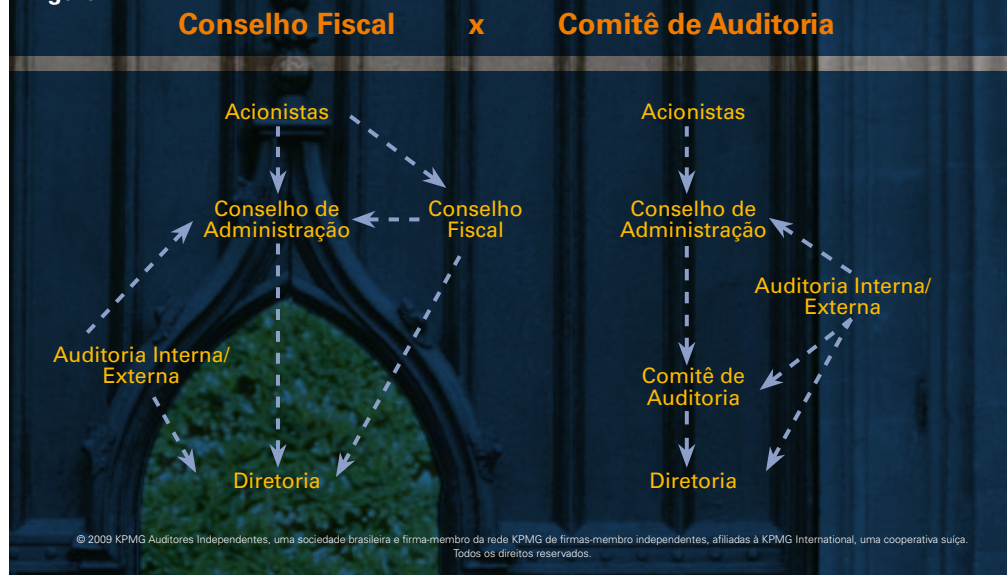 Conselho Fiscal x Comitê de Auditoria
Acionistas
Conselho de
Administração
Conselho
Fiscal
Auditoria Interna/
Externa
Diretoria
Acionistas
Conselho de
Administração
Auditoria Interna/
Externa
Comitê de
Auditoria
Diretoria
© 2009 KPMG Auditores Independentes, uma sociedade brasileira e firma-membro da rede KPMG de firmas-membro independentes, afiliadas à KPMG International, uma cooperativa suíça.
Todos os direitos reservados.